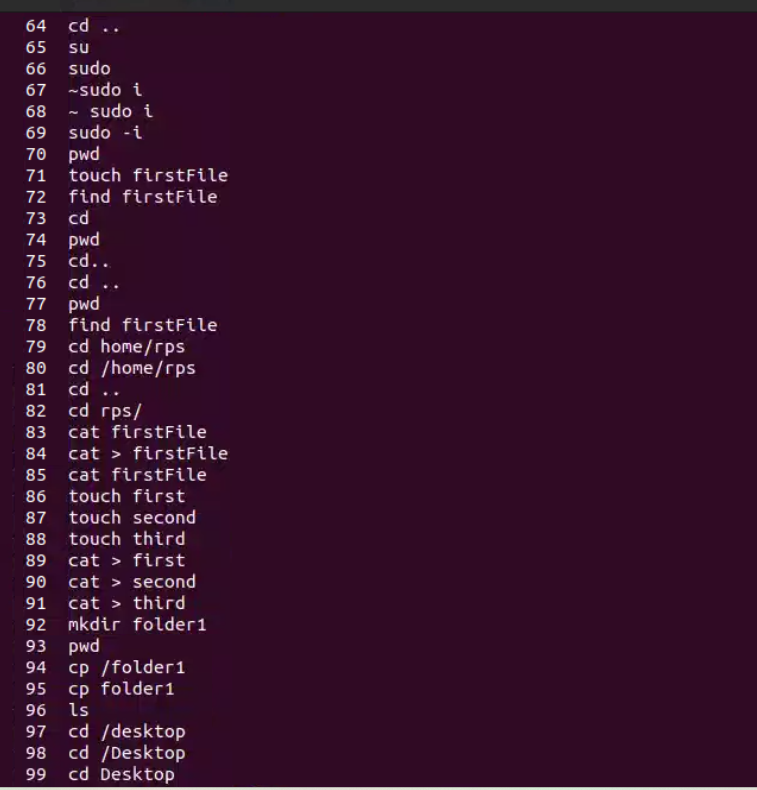 64 cd ..
65 su
66 sudo
67 ~sudo i
68 ~ sudo i
69 sudo -i
70 pwd
71 touch firstFile
72 find firstFile
73 cd
74 pwd
75 cd..
76 cd ..
77 pwd
78 find firstFile
79 cd home/rps
80 cd /home/rps
81 cd ..
82 cd rps/
83 cat firstFile
84 cat > firstFile
85 cat firstFile
86 touch first
87 touch second
88 touch third
89 cat > first
90 cat > second
91 cat > third
92 mkdir folder1
93 pwd
94 cp /folder1
95 cp folder1
96 ls
97 cd /desktop
98 cd /Desktop
99 cd Desktop